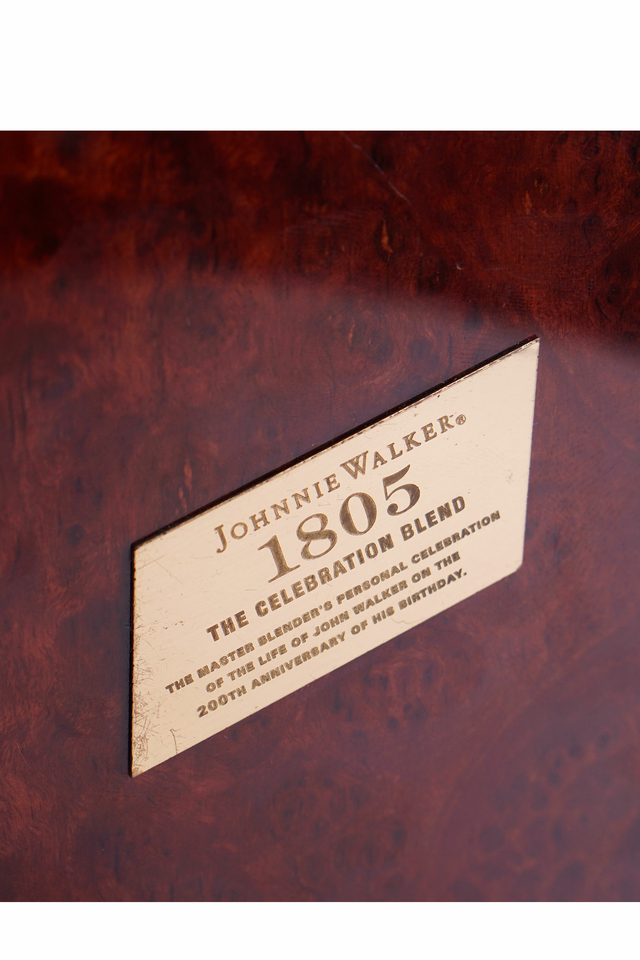 JOHNNIE WALKER®
1805
THE CELEBRATION BLEND
THE MASTER BLENDER'S PERSONAL CELEBRATION
OF THE LIFE OF JOHN WALKER ON THE
200TH ANNIVERSARY OF HIS BIRTHDAY.